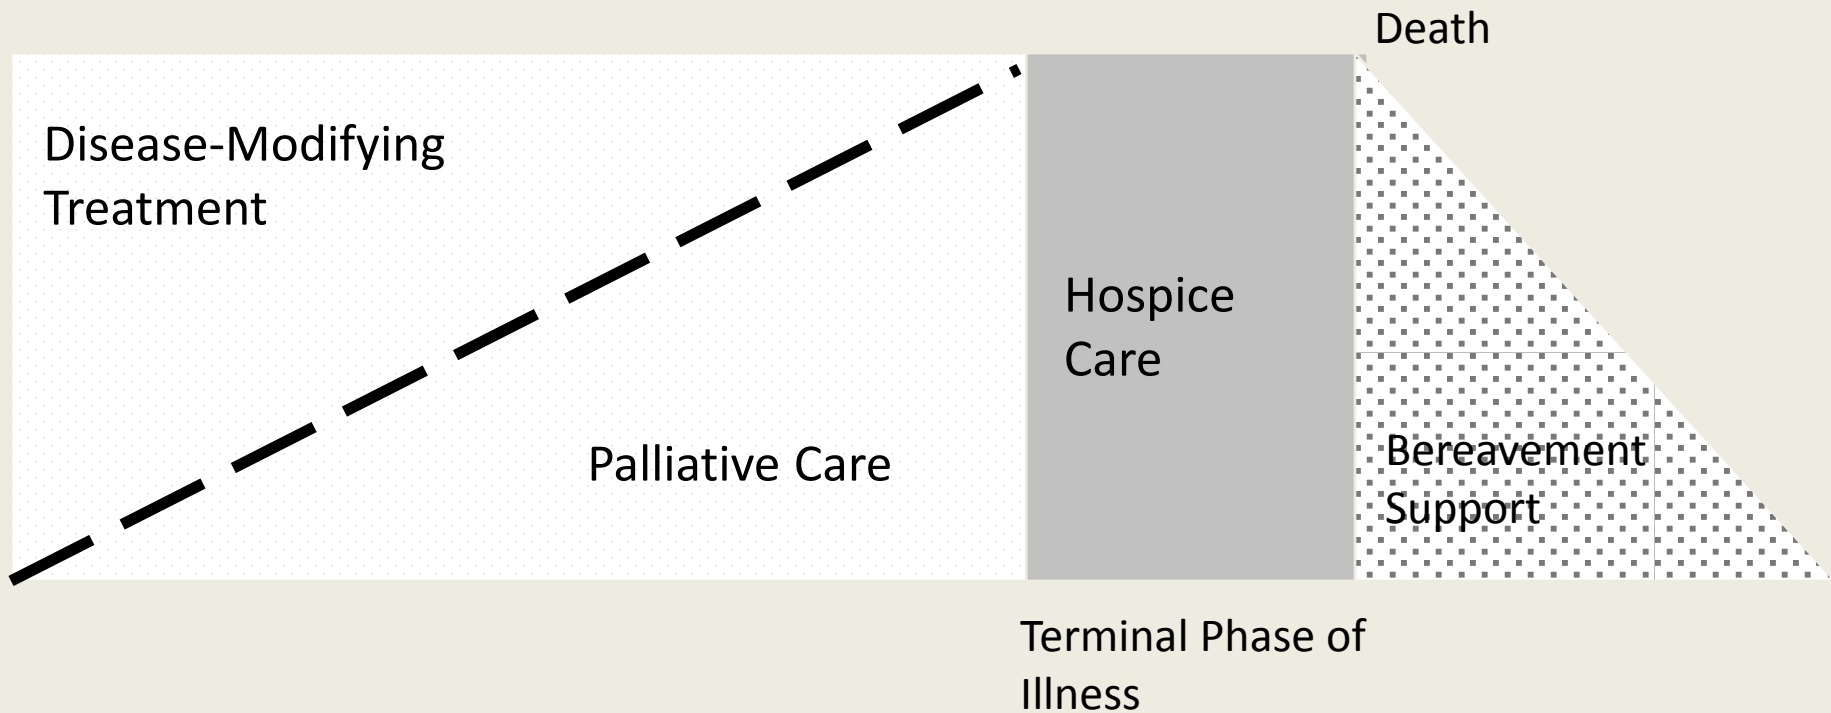 Death
Disease-Modifying
Treatment
Hospice
Care
Palliative Care
Bereavement
Support
Terminal Phase of
Illness